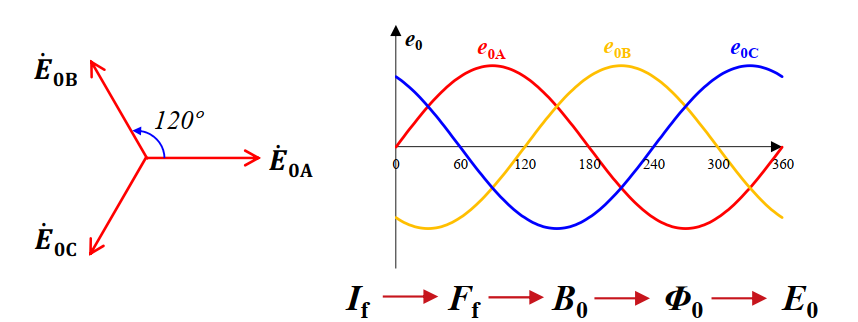 Ė0B
120°
Ė0A
Ė0C
e0
e0A
e0B
e0C
0 60 120 180 240 300 360
If → Ff → B0 → Φ0 → E0